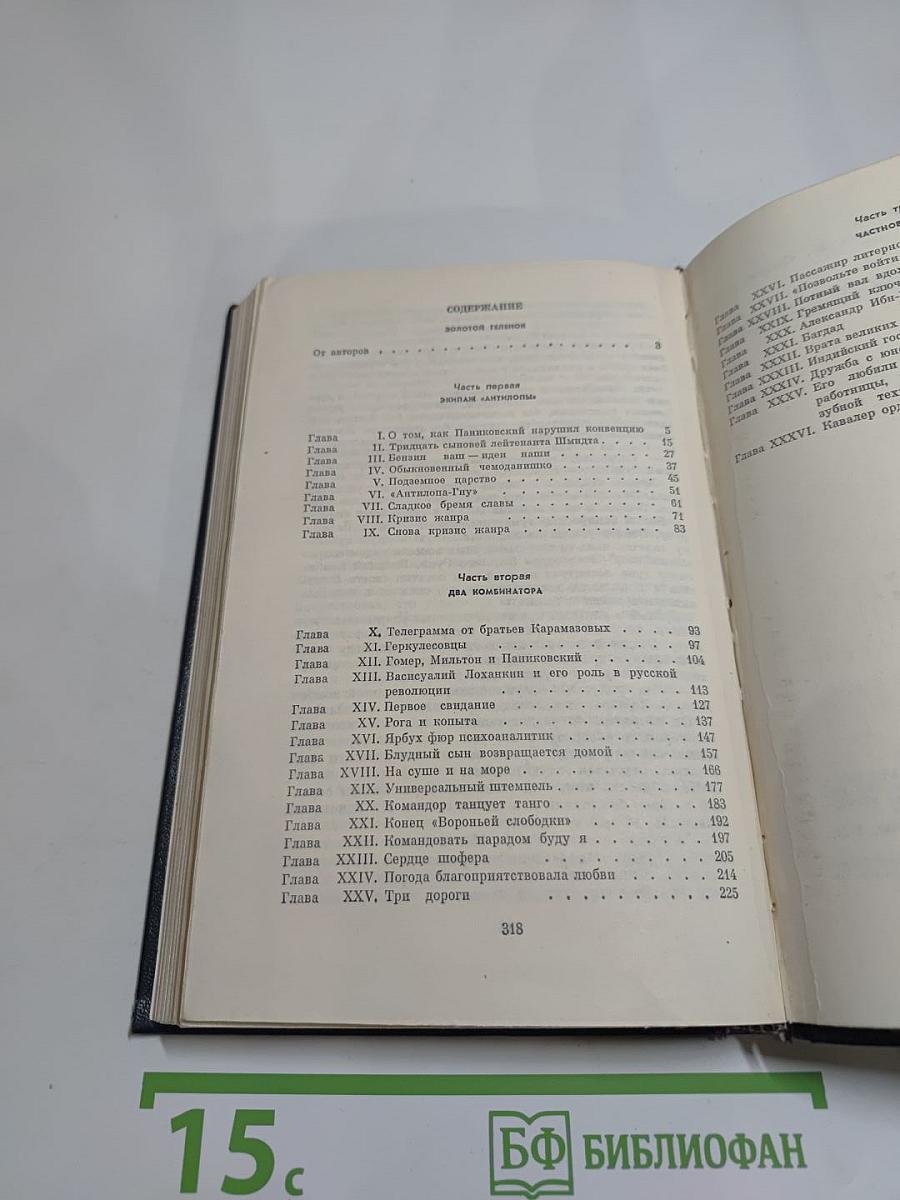 СОДЕРЖАНИЕ
ЗОЛОТОЙ ТЕЛЕНОК
От авторов . . . . . . . . . . . . . . . . . . . 3
Часть первая
ЭКИПАЖ «АНТИЛОПЫ»
Глава I. О том, как Паниковский нарушил конвенцию 5
Глава II. Тридцать сыновей лейтенанта Шмидта . . . . 15
Глава III. Бензин ваш — идеи наши . . . . . . . . 27
Глава IV. Обыкновенный чемоданишко . . . . . . . . 37
Глава V. Подземное царство . . . . . . . . . . . 45
Глава VI. «Антилопа-Гну» . . . . . . . . . . . 51
Глава VII. Сладкое бремя славы . . . . . . . . . . 61
Глава VIII. Кризис жанра . . . . . . . . . . . 71
Глава IX. Снова кризис жанра . . . . . . . . . . 83
Часть вторая
ДВА КОМБИНАТОРА
Глава X. Телеграмма от братьев Карамазовых . . . . 93
Глава XI. Геркулесовцы . . . . . . . . . . . 97
Глава XII. Гомер, Мильтон и Паниковский . . . . . . 104
Глава XIII. Васисуалий Лоханкин и его роль в русской
революции . . . . . . . . . . . 113
Глава XIV. Первое свидание . . . . . . . . . . 127
Глава XV. Рога и копыта . . . . . . . . . . . 137
Глава XVI. Ярбух фюр психоаналитик . . . . . . . . 147
Глава XVII. Блудный сын возвращается домой . . . . . 157
Глава XVIII. На суше и на море . . . . . . . . . . . 166
Глава XIX. Универсальный штемпель . . . . . . . . . 177
Глава XX. Командор танцует танго . . . . . . . . . 183
Глава XXI. Конец «Вороньей слободки» . . . . . . . 192
Глава XXII. Командовать парадом буду я . . . . . . . 197
Глава XXIII. Сердце шофера . . . . . . . . . . . 205
Глава XXIV. Погода благоприятствовала любви . . . . . 214
Глава XXV. Три дороги . . . . . . . . . . . 225
318
Часть
Глава XXVI. Пассажир
Глава XXVII. «Позвольте войти
Глава XXVIII. Потный вал
Глава XXIX. Гремящий ключ
Глава XXX. Александр Ибн-
Глава XXXI. Багдад
Глава XXXII. Врата великих
Глава XXXIII. Индийский
Глава XXXIV. Дружба с
Глава XXXV. Его любили
работницы,
зубной
Глава XXXVI. Кавалер
15 с
БФ БИБЛИОФАН